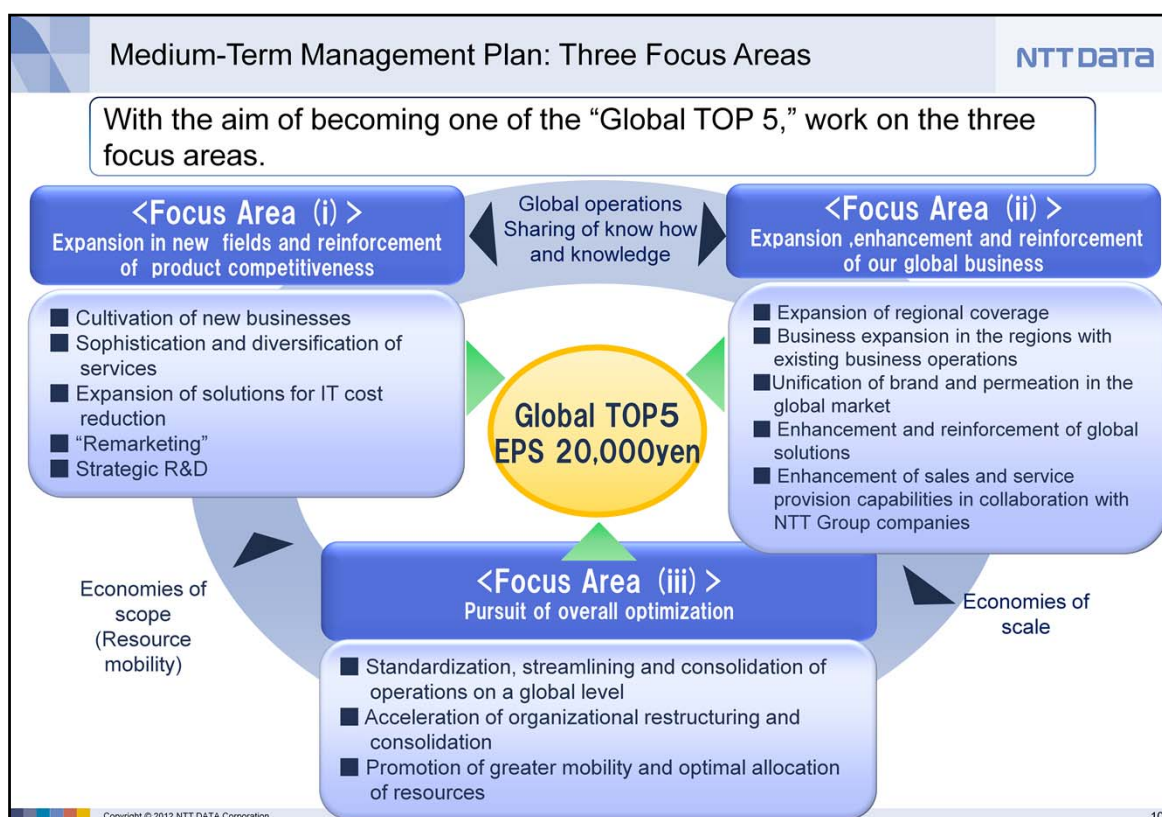 Medium-Term Management Plan: Three Focus Areas
NTT DATA
With the aim of becoming one of the “Global TOP 5,” work on the three
focus areas.
<Focus Area (i) >
Expansion in new fields and reinforcement
of product competitiveness
Global operations
Sharing of know how
and knowledge
<Focus Area (ii) >
Expansion ,enhancement and reinforcement
of our global business
■ Cultivation of new businesses
■ Sophistication and diversification of
services
■ Expansion of solutions for IT cost
reduction
■ “Remarketing”
■ Strategic R&D
Global TOP5
EPS 20,000yen
■ Expansion of regional coverage
■ Business expansion in the regions with
existing business operations
■ Unification of brand and permeation in the
global market
■ Enhancement and reinforcement of global
solutions
■ Enhancement of sales and service
provision capabilities in collaboration with
NTT Group companies
Economies of
scope
(Resource
mobility)
<Focus Area (iii) >
Pursuit of overall optimization
Economies of
scale
■ Standardization, streamlining and consolidation of
operations on a global level
■ Acceleration of organizational restructuring and
consolidation
■ Promotion of greater mobility and optimal allocation
of resources
Copyright © 2012 NTT DATA Corporation
10